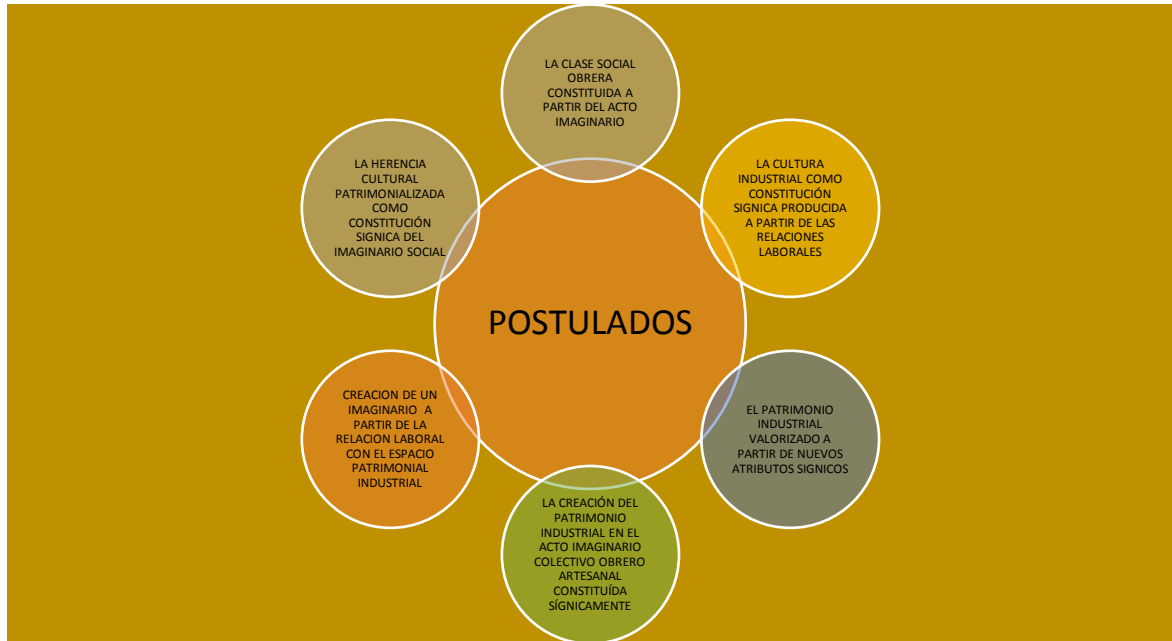 LA CLASE SOCIAL
OBRERA
CONSTITUIDA A
PARTIR DEL ACTO
IMAGINARIO
LA CULTURA
INDUSTRIAL COMO
CONSTITUCIÓN
SIGNICA PRODUCIDA
A PARTIR DE LAS
RELACIONES
LABORALES
EL PATRIMONIO
INDUSTRIAL
VALORIZADO A
PARTIR DE NUEVOS
ATRIBUTOS SIGNICOS
LA CREACIÓN DEL
PATRIMONIO
INDUSTRIAL EN EL
ACTO IMAGINARIO
COLECTIVO OBRERO
ARTESANAL
CONSTITUÍDA
SÍGNICAMENTE
CREACION DE UN
IMAGINARIO A
PARTIR DE LA
RELACION LABORAL
CON EL ESPACIO
PATRIMONIAL
INDUSTRIAL
LA HERENCIA
CULTURAL
PATRIMONIALIZADA
COMO
CONSTITUCIÓN
SIGNICA DEL
IMAGINARIO SOCIAL
POSTULADOS